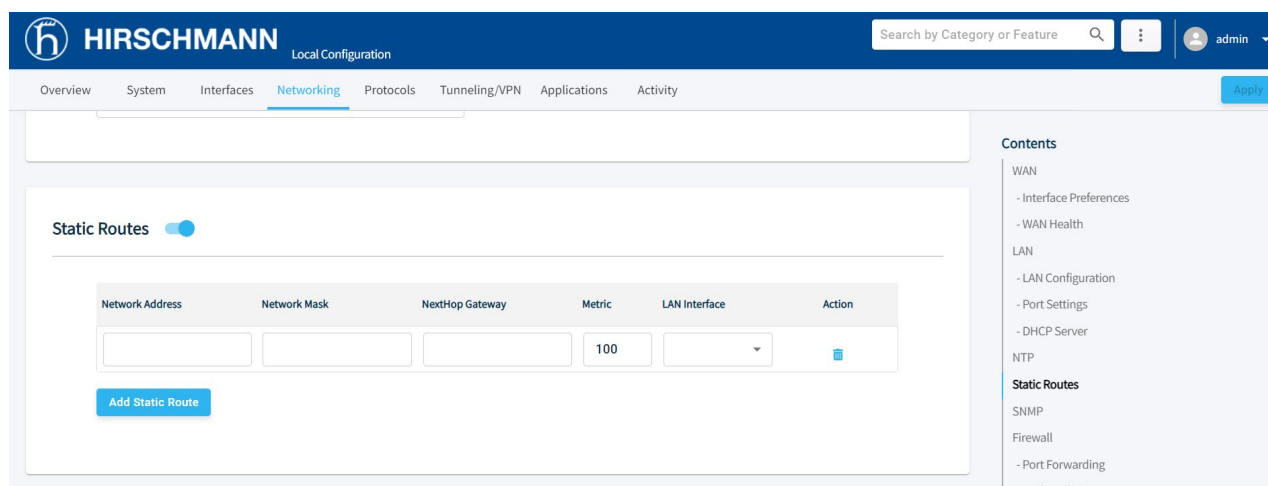 HIRSCHMANN
Local Configuration
Search by Category or Feature
admin
Overview System Interfaces Networking Protocols Tunneling/VPN Applications Activity
Apply
Contents
WAN
- Interface Preferences
- WAN Health
LAN
- LAN Configuration
- Port Settings
- DHCP Server
NTP
Static Routes
SNMP
Firewall
- Port Forwarding
Static Routes
Network Address Network Mask NextHop Gateway Metric LAN Interface Action
100
Add Static Route